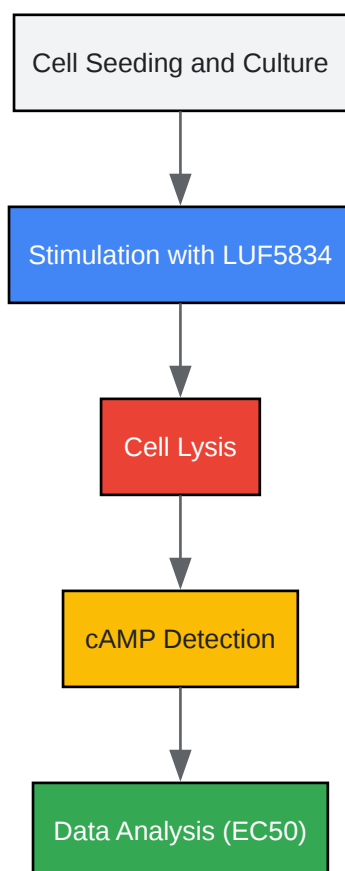 Cell Seeding and Culture
Stimulation with LUF5834
Cell Lysis
cAMP Detection
Data Analysis (EC50)